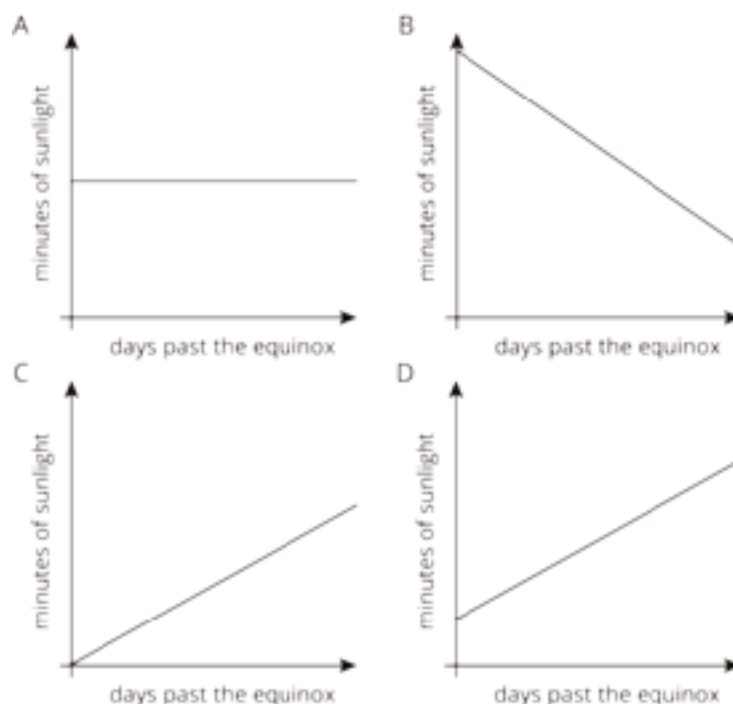 A
B
minutes of sunlight
minutes of sunlight
days past the equinox
days past the equinox
C
D
minutes of sunlight
minutes of sunlight
days past the equinox
days past the equinox